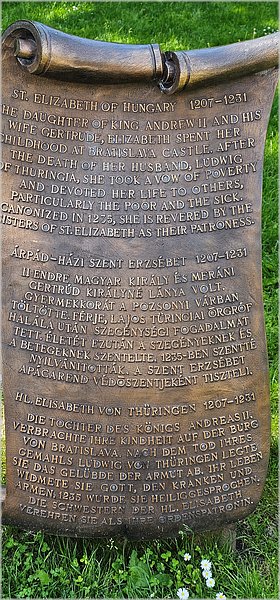 ST. ELIZABETH OF HUNGARY 1207-1231
THE DAUGHTER OF KING ANDREW II AND HIS
WIFE GERTRUDE, ELIZABETH SPENT HER
CHILDHOOD AT BRATISLAVA CASTLE. AFTER
THE DEATH OF HER HUSBAND, LUDWIG
OF THURINGIA, SHE TOOK A VOW OF POVERTY
AND DEVOTED HER LIFE TO OTHERS,
PARTICULARLY THE POOR AND THE SICK.
CANONIZED IN 1235, SHE IS REVERED BY THE
SISTERS OF ST. ELIZABETH AS THEIR PATRONESS.
ÁRPÁD-HÁZI SZENT ERZSÉBET 1207-1231
II ENDRE MAGYAR KIRÁLY ÉS MERÁNI
GERTRÚD KIRÁLYNÉ LÁNYA VOLT.
GYERMEKKORÁT A POZSONYI VÁRBAN
TÖLTÖTTE. FÉRJE, LAJOS TÜRINGIAI ŐRGRÓF
HALÁLA UTÁN SZEGÉNYSÉGI FOGADALMAT
TETT. ÉLETÉT EZUTÁN A SZEGÉNYEKNEK ÉS
A BETEGEKNEK SZENTELTE. 1235-BEN SZENTTÉ
NYILVÁNÍTOTTÁK. A SZENT ERZSÉBET
APÁCAREND VÉDŐSZENTJEKÉNT TISZTELI.
HL. ELISABETH VON THÜRINGEN 1207-1231
DIE TOCHTER DES KÖNIGS ANDREAS II.
VERBRACHTE IHRE KINDHEIT AUF DER BURG
VON BRATISLAVA. NACH DEM TOD IHRES
GEMAHLS LUDWIG VON THÜRINGEN LEGTE
SIE DAS GELÜBDE DER ARMUT AB. IHR LEBEN
WIDMETE SIE GOTT, DEN KRANKEN UND
ARMEN. 1235 WURDE SIE HEILIGGESPROCHEN.
DIE SCHWESTERN DER HL. ELISABETH
VEREHREN SIE ALS IHRE ORDENSPATRONIN.